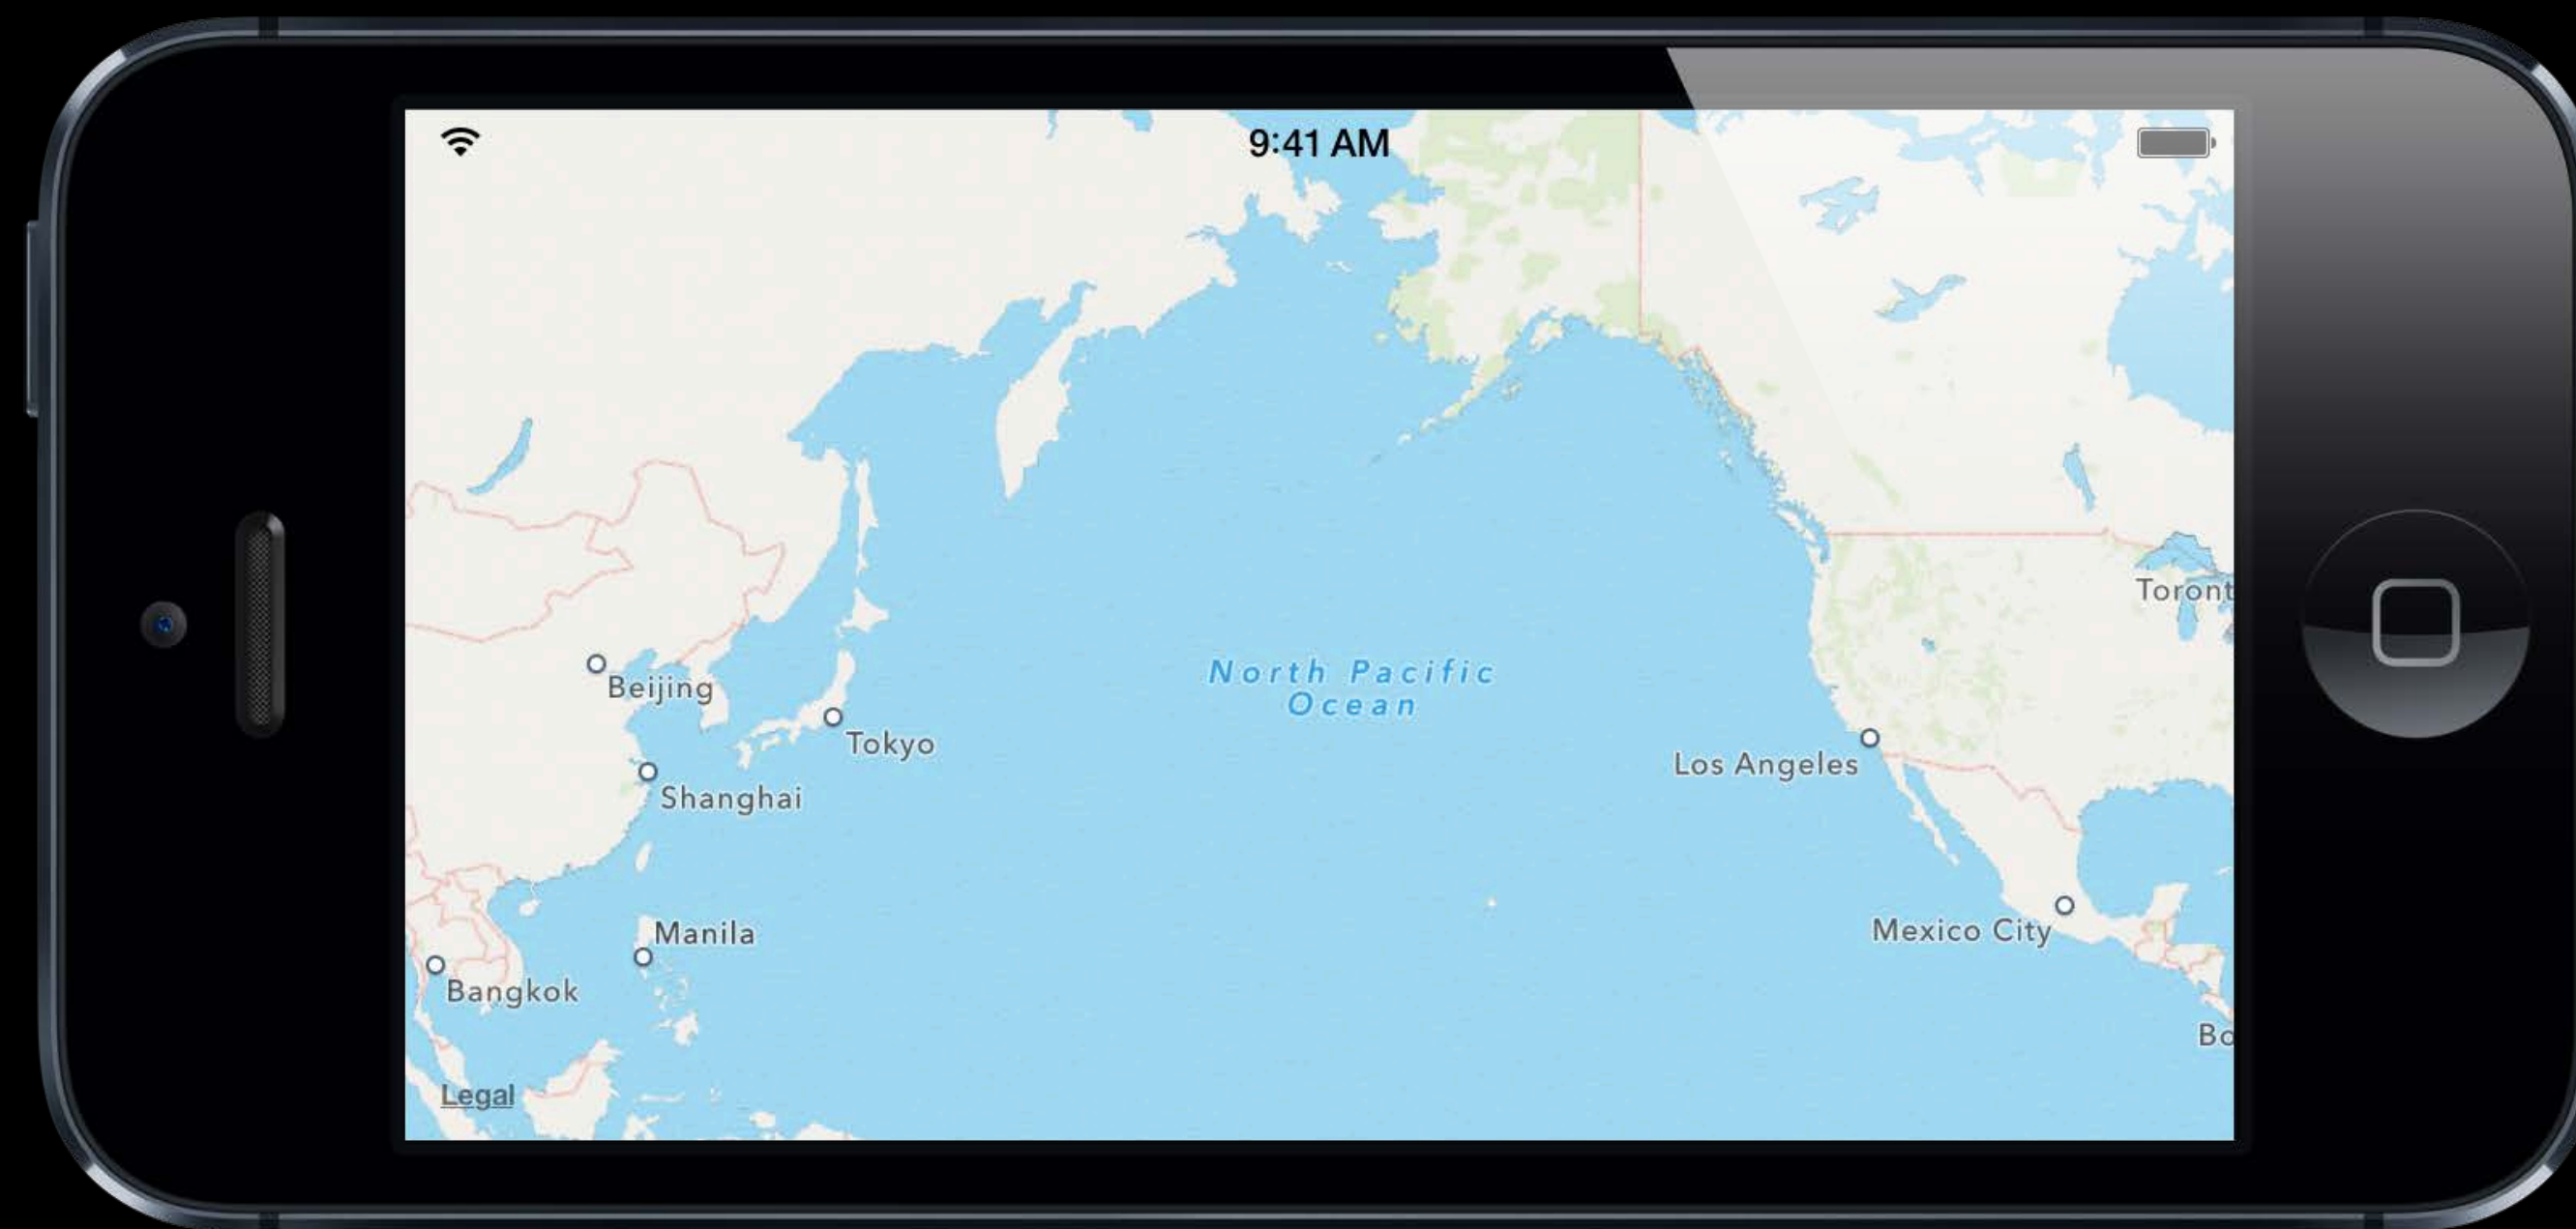 9:41 AM
Toront
North Pacific
Ocean
Beijing
Tokyo
Los Angeles
Shanghai
Manila
Mexico City
Bangkok
Bo
Legal